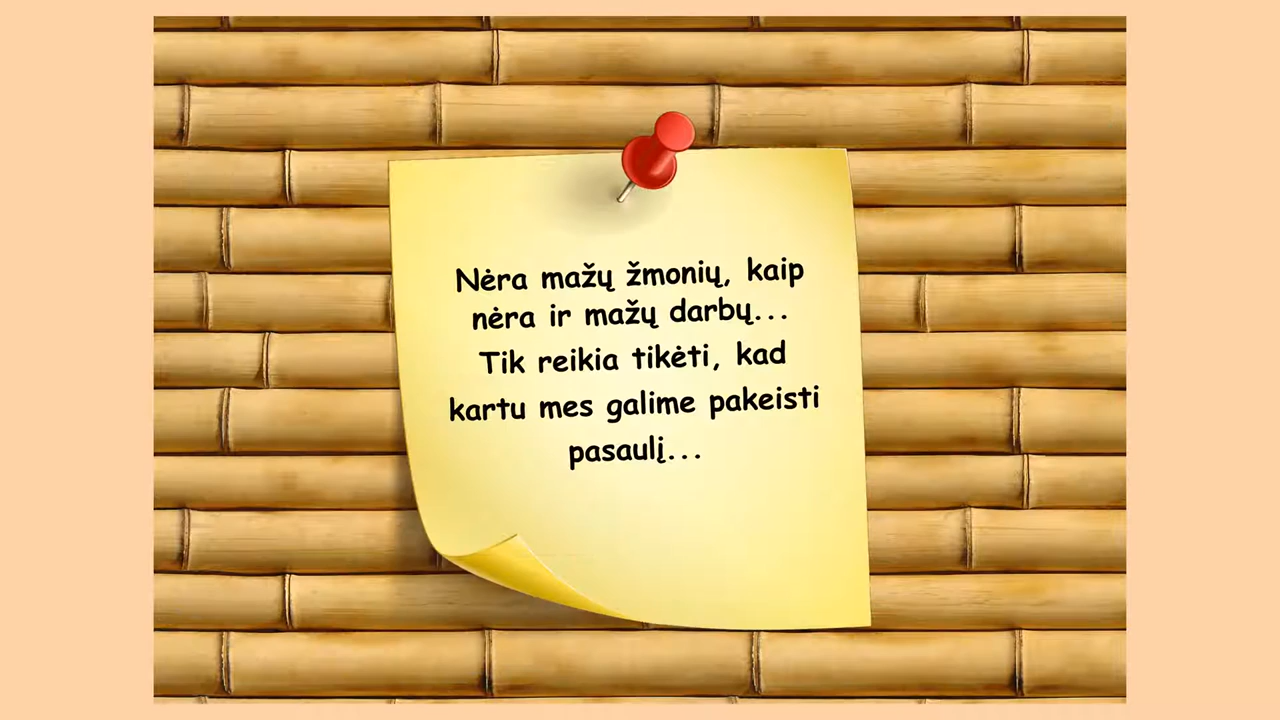 Nėra mažų žmonių, kaip
nėra ir mažų darbų...
Tik reikia tikėti, kad
kartu mes galime pakeisti
pasaulį...